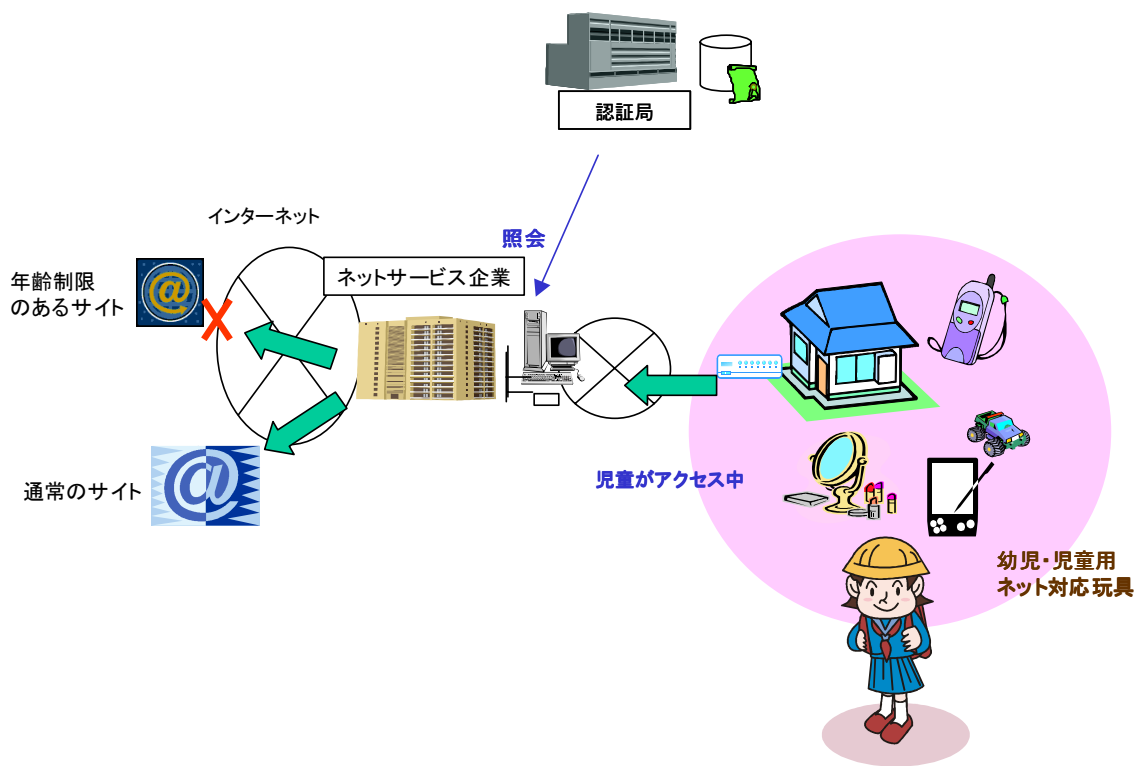 認証局
インターネット
照会
ネットサービス企業
年齢制限
のあるサイト
児童がアクセス中
通常のサイト
幼児・児童用
ネット対応玩具